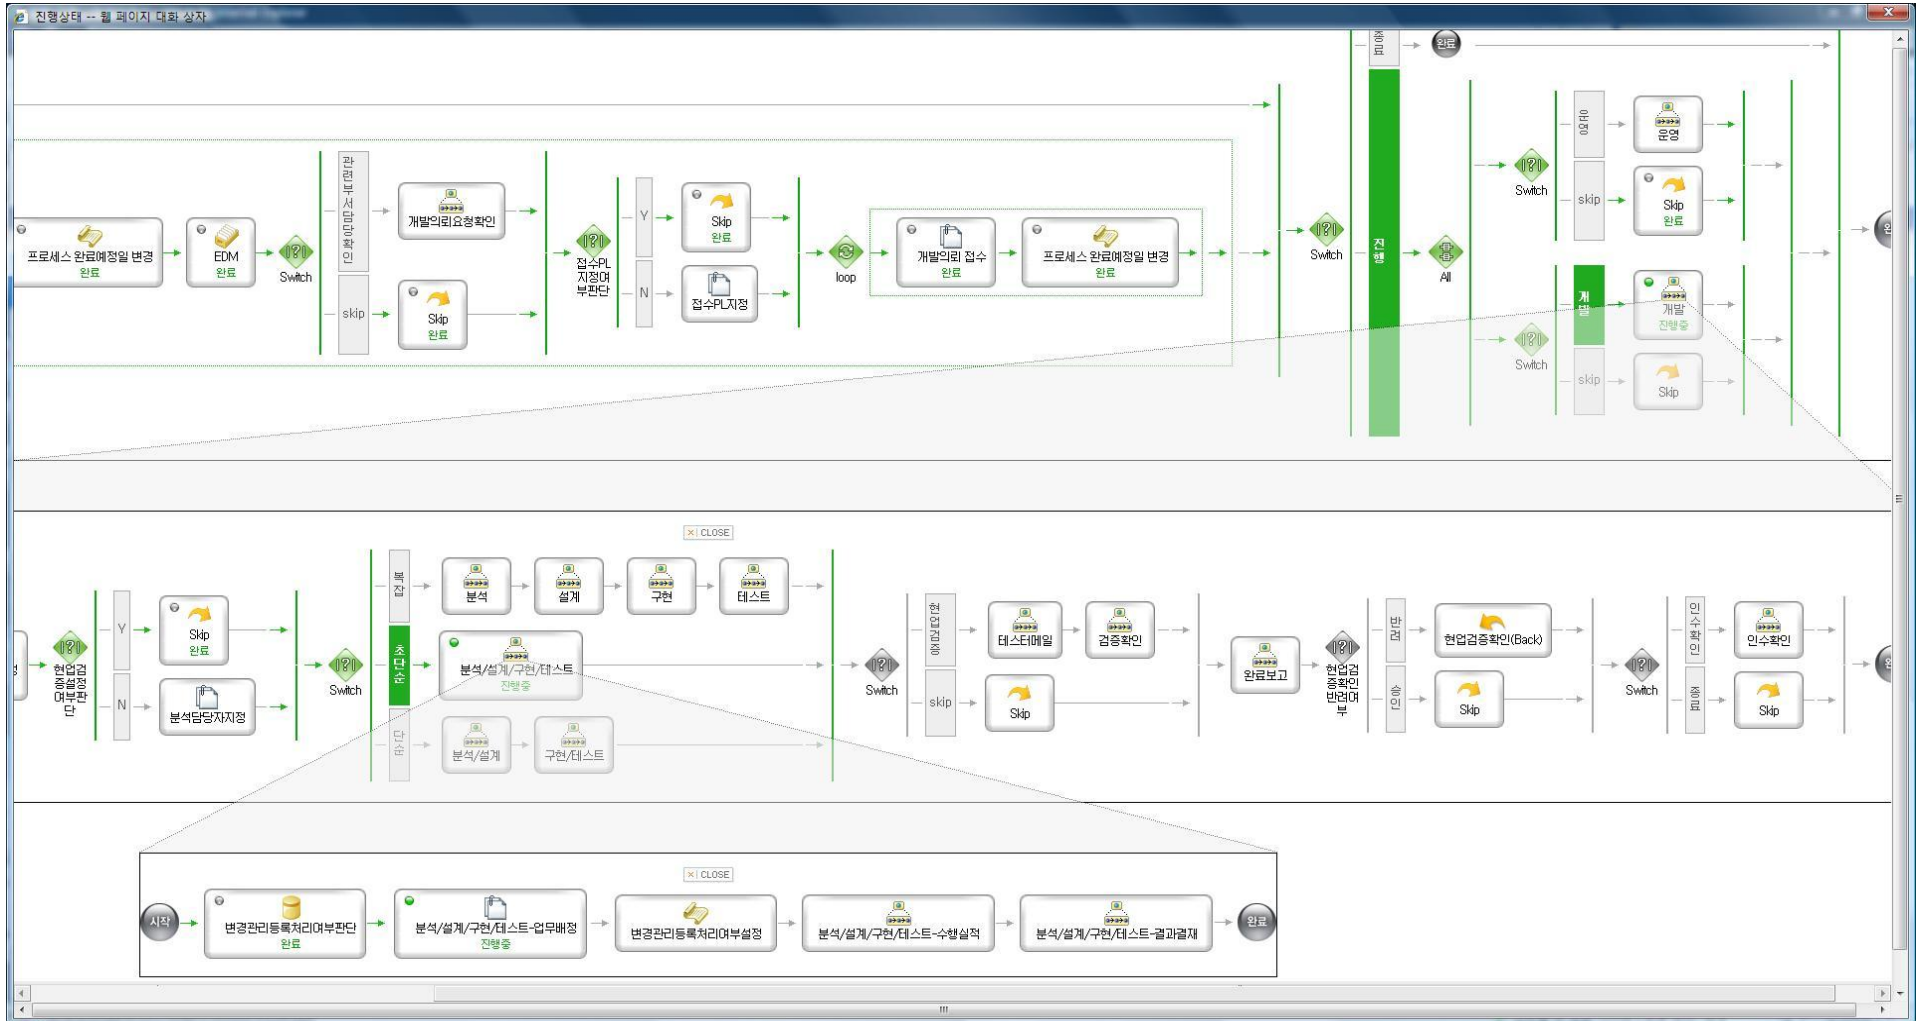 진행상태 -- 웹 페이지 대화 상자
종료
완료
관련부서담당확인
개발의뢰요청확인
프로세스 완료예정일 변경
완료
EDM
완료
Switch
skip
Skip
완료
접수PL
지정여
부판단
Y
Skip
완료
N
접수PL지정
loop
개발의뢰 접수
완료
프로세스 완료예정일 변경
완료
Switch
진행
All
Switch
운영
운영
skip
Skip
완료
Switch
개발
개발
진행중
skip
Skip
CLOSE
현업검
증설정
여부판
단
Y
Skip
완료
N
분석담당자지정
Switch
복잡
분석
설계
구현
테스트
초단순
분석/설계/구현/테스트
진행중
단순
분석/설계
구현/테스트
Switch
현업검증
테스터메일
검증확인
skip
Skip
완료보고
현업검
증확인
반려여
부
반려
현업검증확인(Back)
승인
Skip
Switch
인수확인
인수확인
종료
Skip
CLOSE
시작
변경관리등록처리여부판단
완료
분석/설계/구현/테스트-업무배정
진행중
변경관리등록처리여부설정
분석/설계/구현/테스트-수행실적
분석/설계/구현/테스트-결과결재
완료